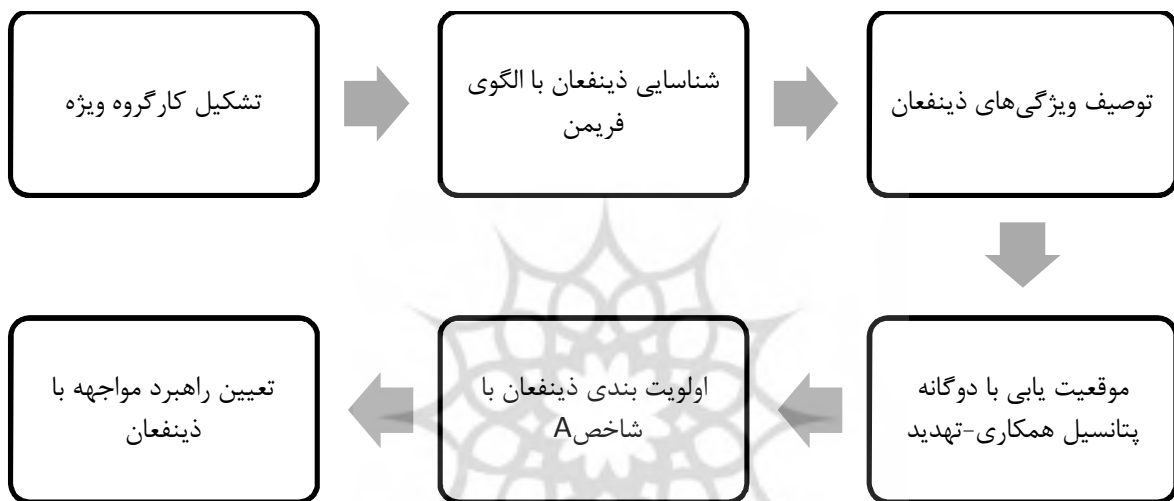 تشکیل کارگروه ویژه
شناسایی ذینفعان با الگوی
فریمن
توصیف ویژگی‌های ذینفعان
موقعیت یابی با دوگانه
پتانسیل همکاری-تهدید
اولویت بندی ذینفعان با
شاخصA
تعیین راهبرد مواجهه با
ذینفعان